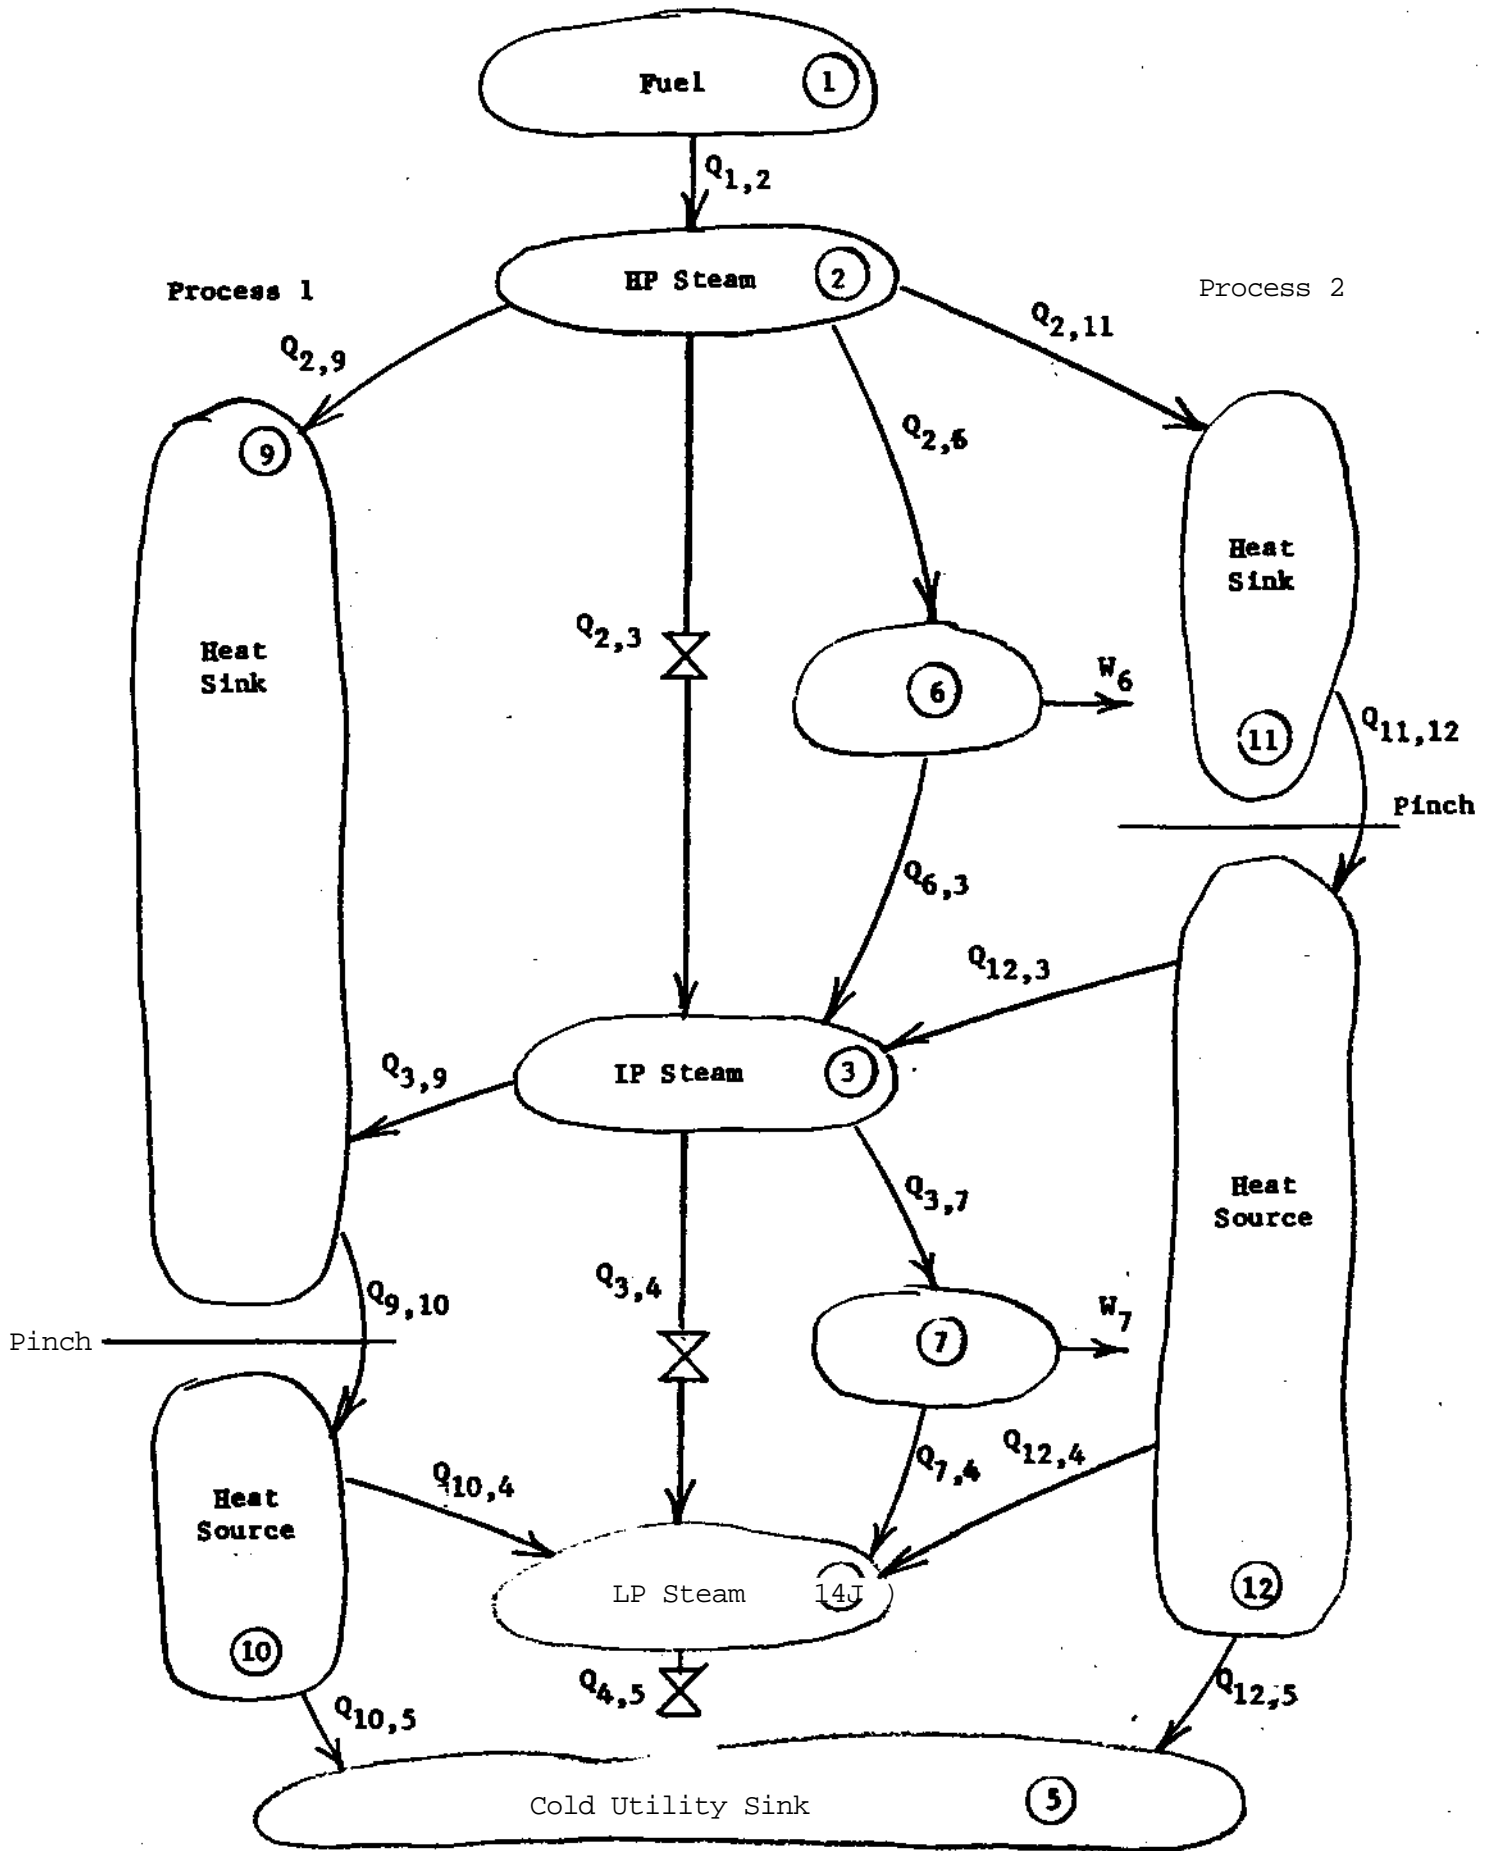 Fuel 1
Q1,2
HP Steam 2
Process 1
Process 2
Q2,9
Q2,11
Q2,6
9
Heat
Sink
Heat
Sink
Q2,3
6
W6
11
Q11,12
Pinch
Q6,3
Q12,3
IP Steam 3
Q3,9
Q3,7
Heat
Source
Q3,4
Q9,10
Pinch
7
W7
Q10,4
Q7,4
Q12,4
Heat
Source
LP Steam 14J
12
10
Q4,5
Q10,5
Q12,5
Cold Utility Sink 5